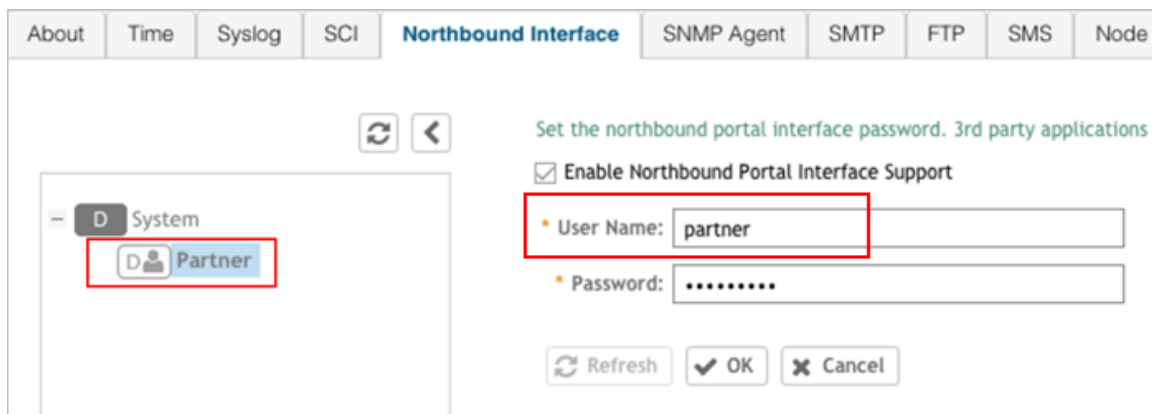 About Time Syslog SCI Northbound Interface SNMP Agent SMTP FTP SMS Node
Set the northbound portal interface password. 3rd party applications
Enable Northbound Portal Interface Support
D System
* User Name: partner
D Partner
* Password: •••••••••
Refresh OK Cancel